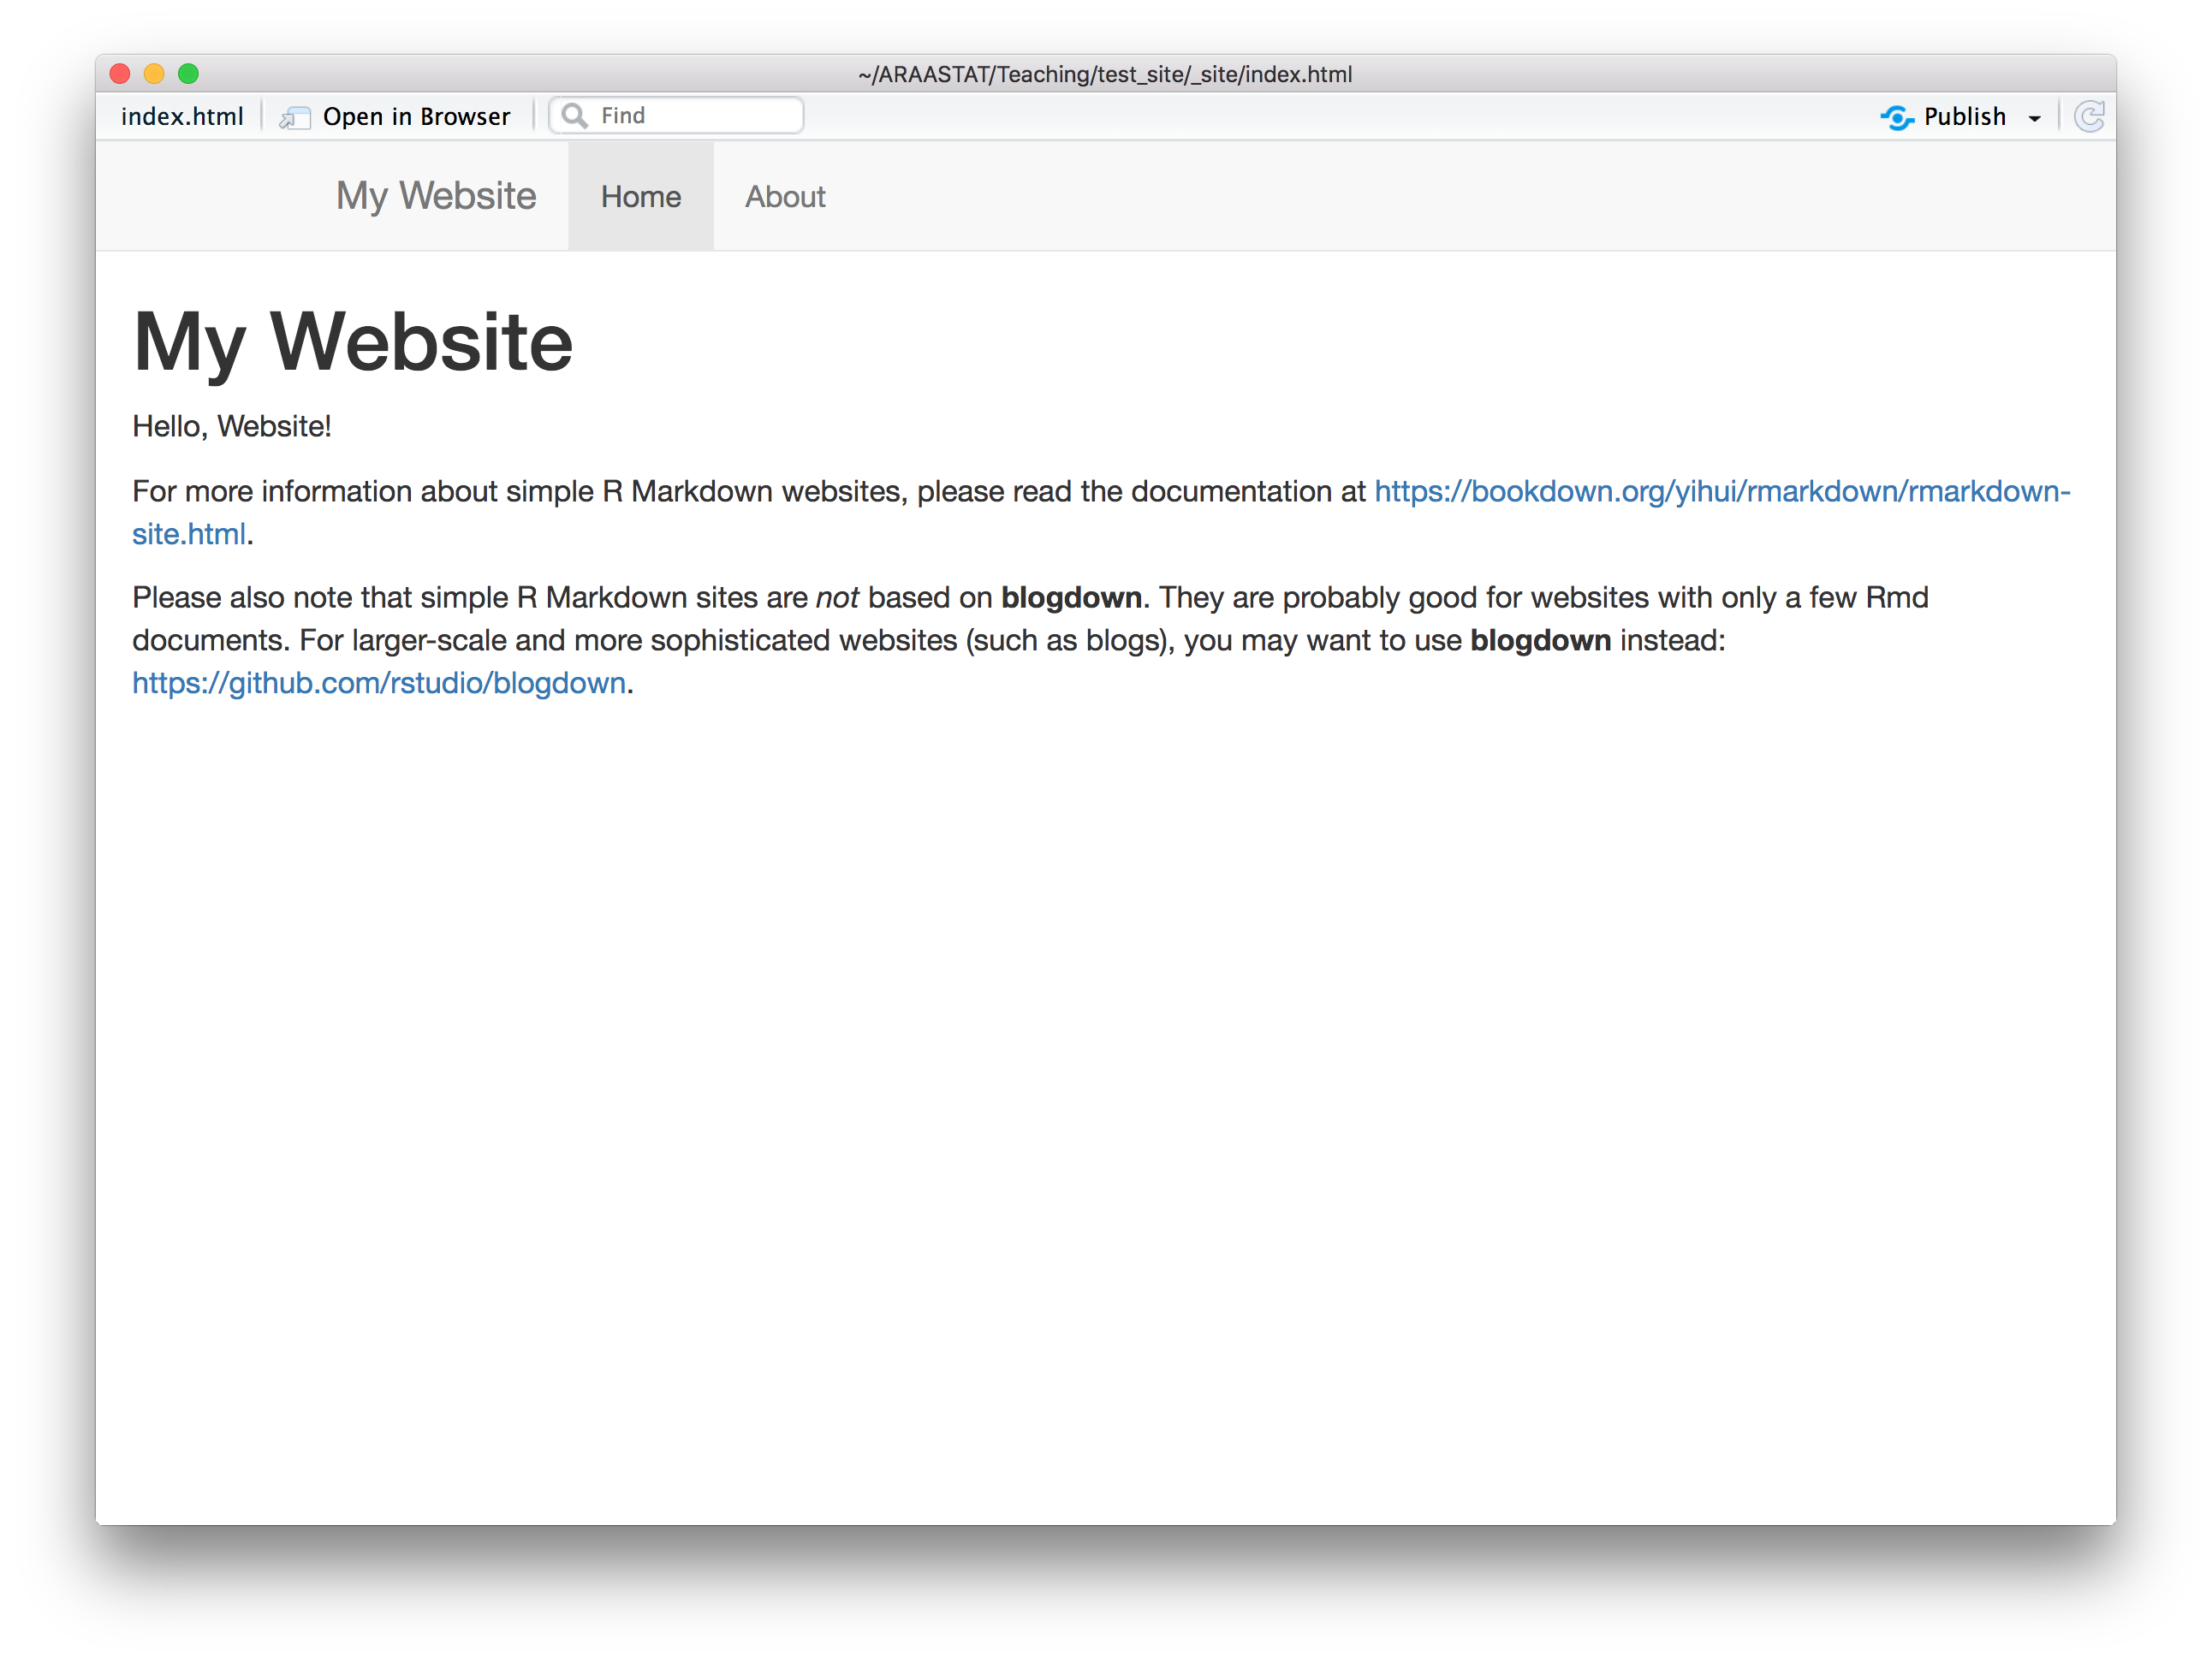 ~/ARAASTAT/Teaching/test_site/_site/index.html
index.html Open in Browser Find Publish
My Website Home About
My Website
Hello, Website!
For more information about simple R Markdown websites, please read the documentation at https://bookdown.org/yihui/rmarkdown/rmarkdown-
site.html.
Please also note that simple R Markdown sites are not based on blogdown. They are probably good for websites with only a few Rmd
documents. For larger-scale and more sophisticated websites (such as blogs), you may want to use blogdown instead:
https://github.com/rstudio/blogdown.